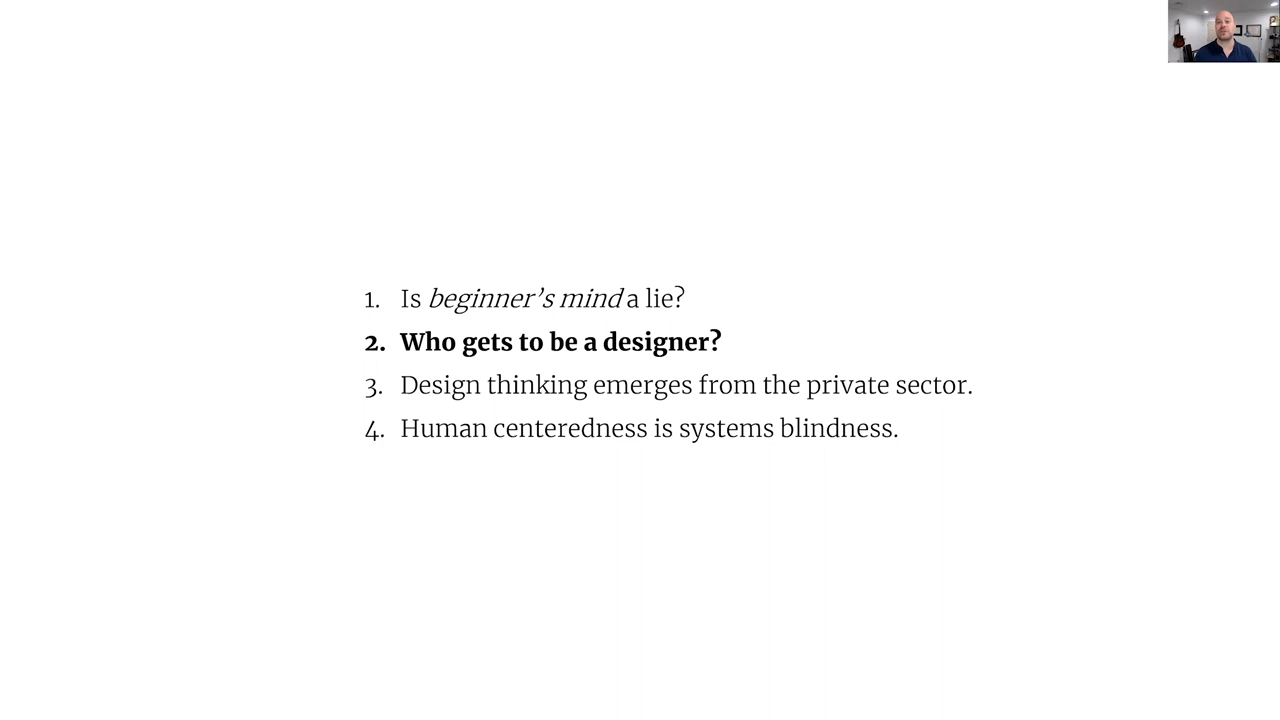 1. Is beginner’s mind a lie?
2. Who gets to be a designer?
3. Design thinking emerges from the private sector.
4. Human centeredness is systems blindness.